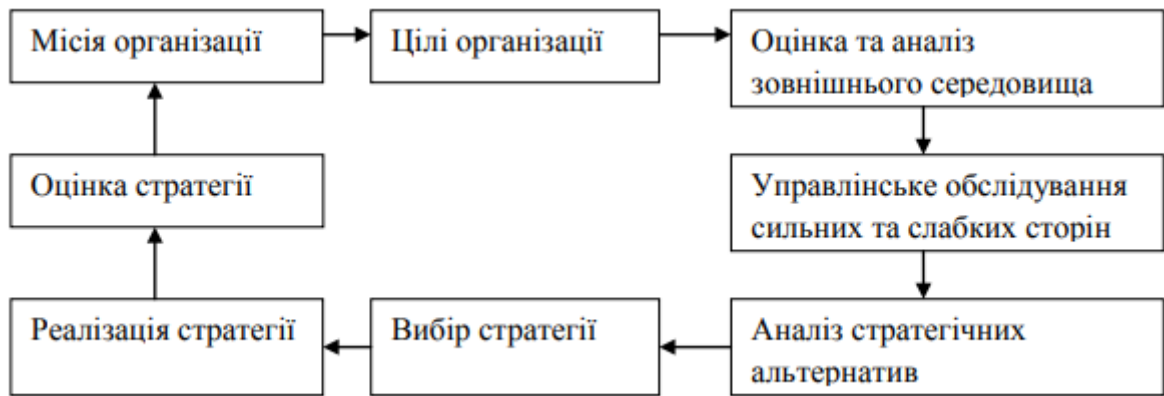 Місія організації
Цілі організації
Оцінка та аналіз
зовнішнього середовища
Управлінське обслідування
сильних та слабких сторін
Аналіз стратегічних
альтернатив
Вибір стратегії
Реалізація стратегії
Оцінка стратегії